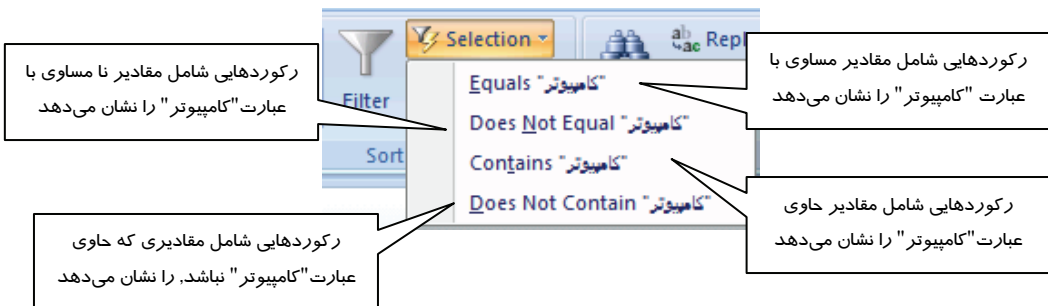 Selection
ab
ac Repl
Filter
Sort
Equals "کامپیوتر"
Does Not Equal "کامپیوتر"
Contains "کامپیوتر"
Does Not Contain "کامپیوتر"
رکوردهایی شامل مقادیر مساوی با
عبارت "کامپیوتر" را نشان می‌دهد
رکوردهایی شامل مقادیر نا مساوی با
عبارت"کامپیوتر" را نشان می‌دهد
رکوردهایی شامل مقادیر حاوی
عبارت"کامپیوتر" را نشان می‌دهد
رکوردهایی شامل مقادیری که حاوی
عبارت"کامپیوتر" نباشد, را نشان می‌دهد